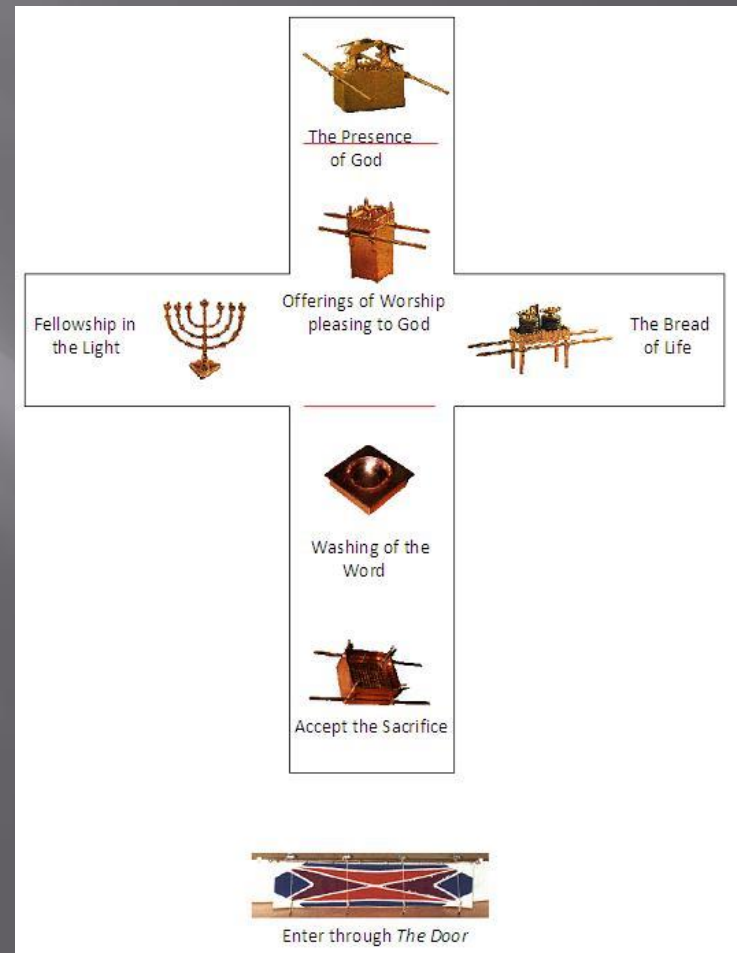 The Presence
of God
Offerings of Worship
pleasing to God
Fellowship in
the Light
The Bread
of Life
Washing of the
Word
Accept the Sacrifice
Enter through The Door